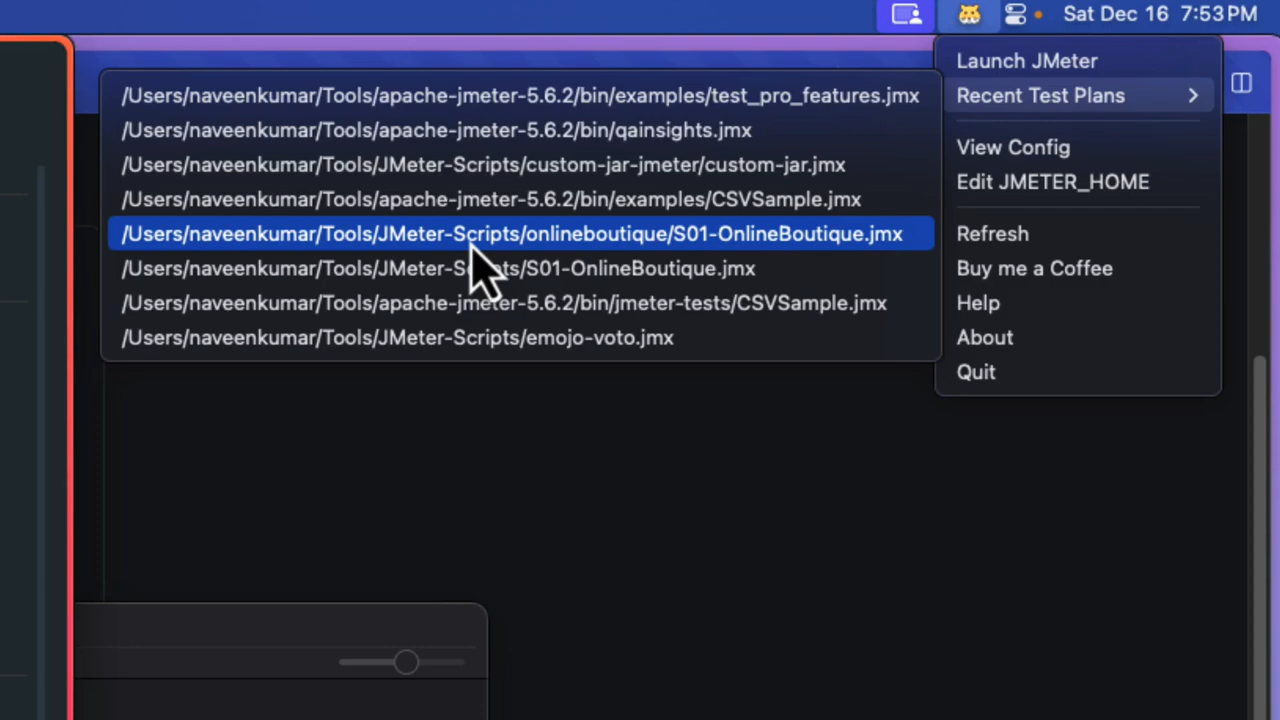 Sat Dec 16 7:53 PM
Launch JMeter
Recent Test Plans
View Config
Edit JMETER_HOME
Refresh
Buy me a Coffee
Help
About
Quit
/Users/naveenkumar/Tools/apache-jmeter-5.6.2/bin/examples/test_pro_features.jmx
/Users/naveenkumar/Tools/apache-jmeter-5.6.2/bin/qainsights.jmx
/Users/naveenkumar/Tools/JMeter-Scripts/custom-jar-jmeter/custom-jar.jmx
/Users/naveenkumar/Tools/apache-jmeter-5.6.2/bin/examples/CSVSample.jmx
/Users/naveenkumar/Tools/JMeter-Scripts/onlineboutique/S01-OnlineBoutique.jmx
/Users/naveenkumar/Tools/JMeter-Scripts/S01-OnlineBoutique.jmx
/Users/naveenkumar/Tools/apache-jmeter-5.6.2/bin/jmeter-tests/CSVSample.jmx
/Users/naveenkumar/Tools/JMeter-Scripts/emojo-voto.jmx